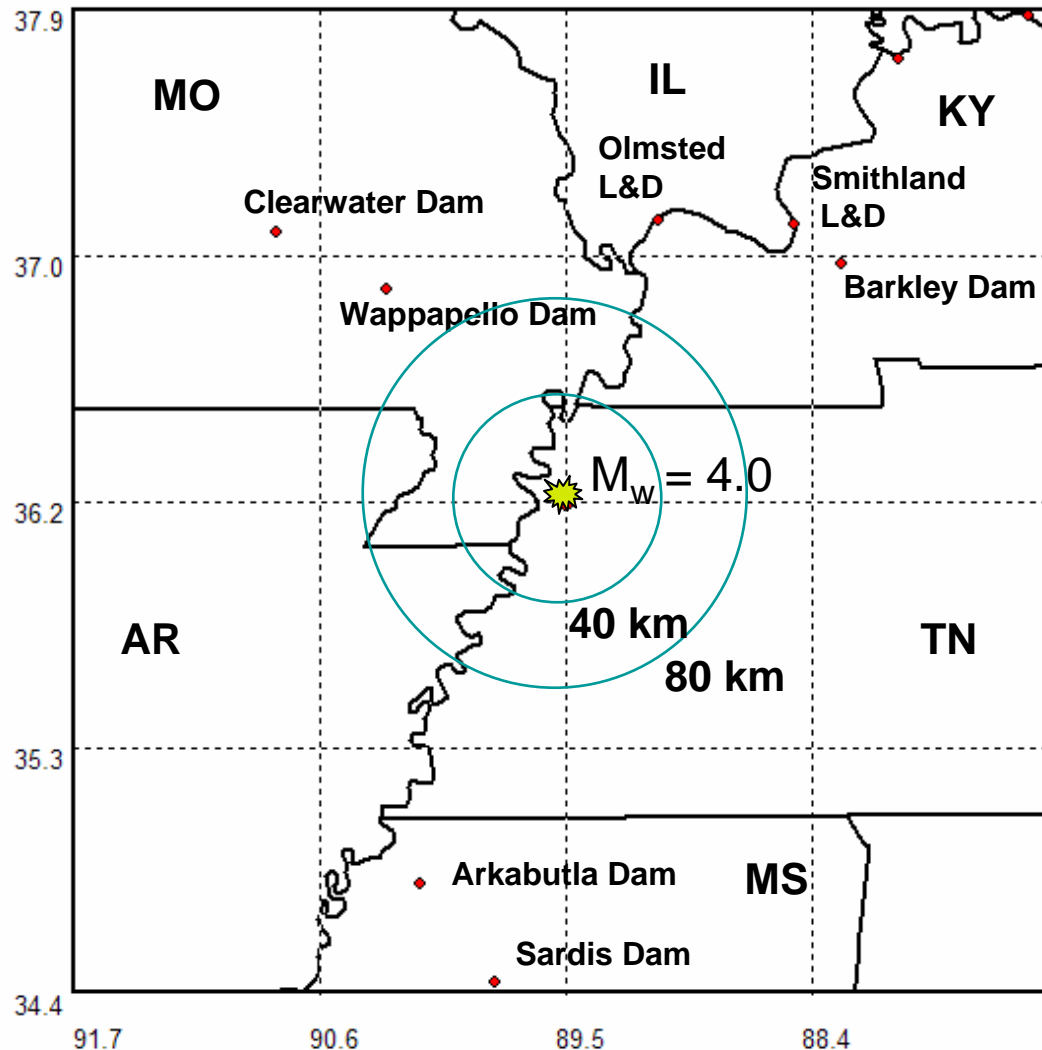 37.9
MO
IL
KY
Olmsted
L&D
Smithland
L&D
Clearwater Dam
37.0
Barkley Dam
Wappapello Dam
M_w = 4.0
36.2
40 km
AR
TN
80 km
35.3
Arkabutla Dam
MS
Sardis Dam
34.4
91.7 90.6 89.5 88.4